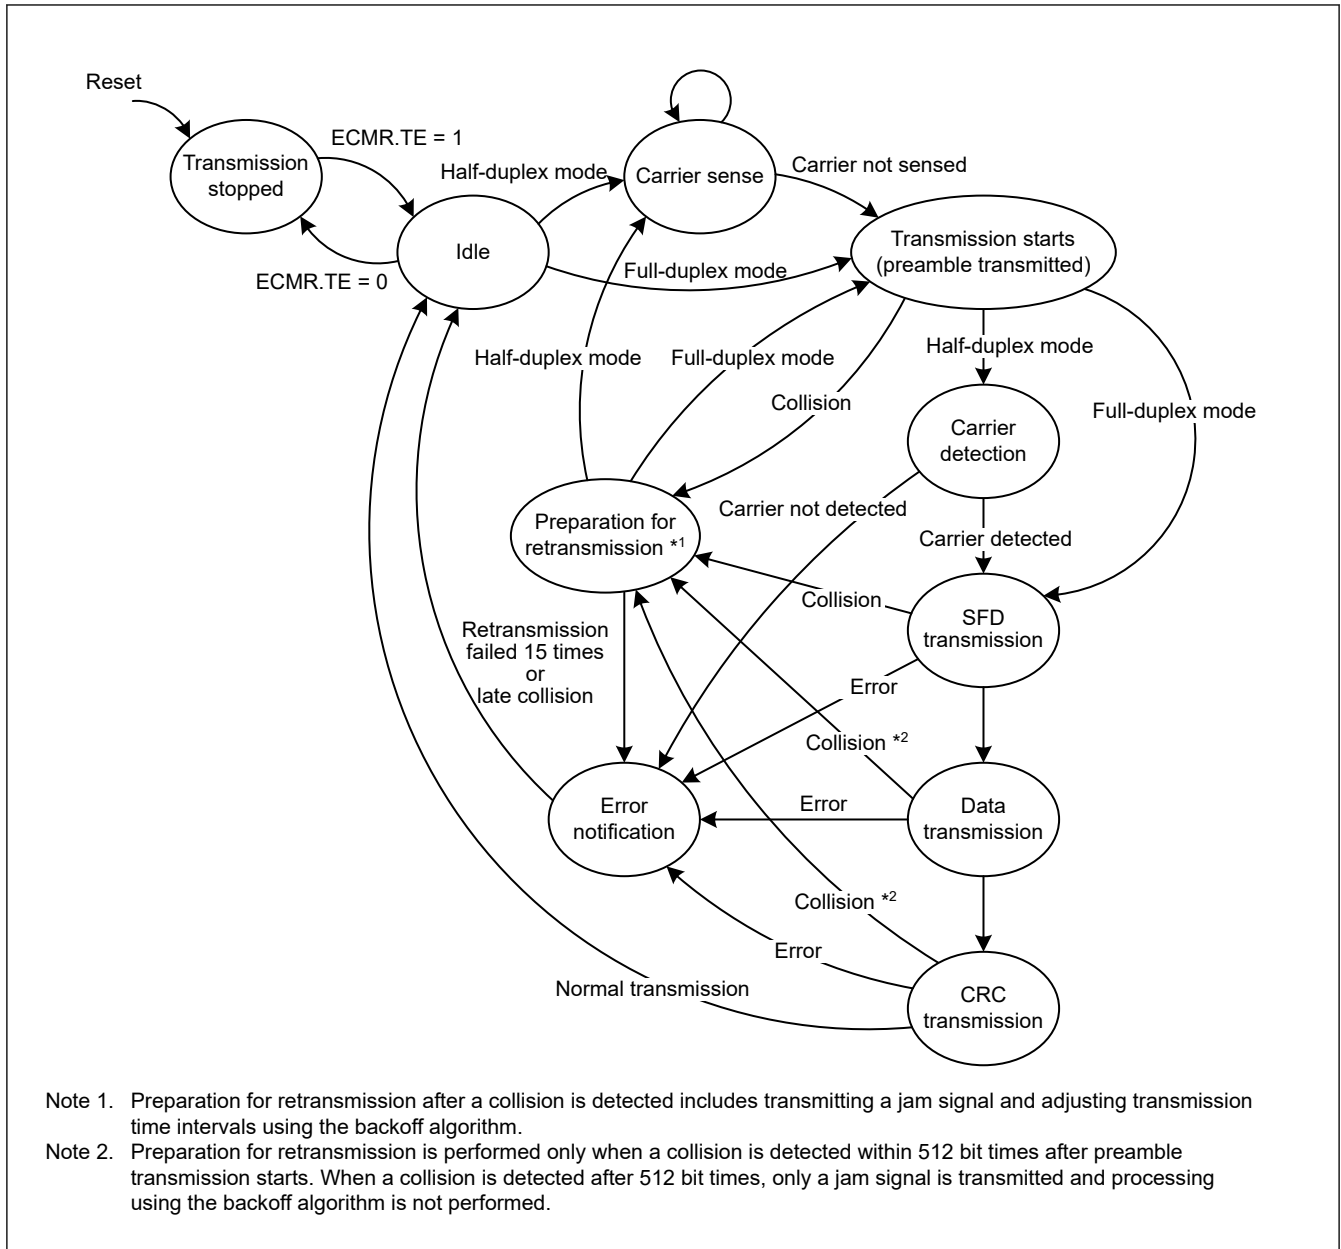 Reset
ECMR.TE = 1
Transmission
stopped
Half-duplex mode
Carrier sense
Carrier not sensed
Idle
Transmission starts
(preamble transmitted)
ECMR.TE = 0
Full-duplex mode
Half-duplex mode
Half-duplex mode
Full-duplex mode
Collision
Full-duplex mode
Carrier
detection
Carrier not detected
Preparation for
retransmission *1
Carrier detected
Collision
SFD
transmission
Retransmission
failed 15 times
or
late collision
Error
Collision *2
Error
notification
Error
Data
transmission
Collision *2
Error
Normal transmission
CRC
transmission
Note 1. Preparation for retransmission after a collision is detected includes transmitting a jam signal and adjusting transmission
time intervals using the backoff algorithm.
Note 2. Preparation for retransmission is performed only when a collision is detected within 512 bit times after preamble
transmission starts. When a collision is detected after 512 bit times, only a jam signal is transmitted and processing
using the backoff algorithm is not performed.